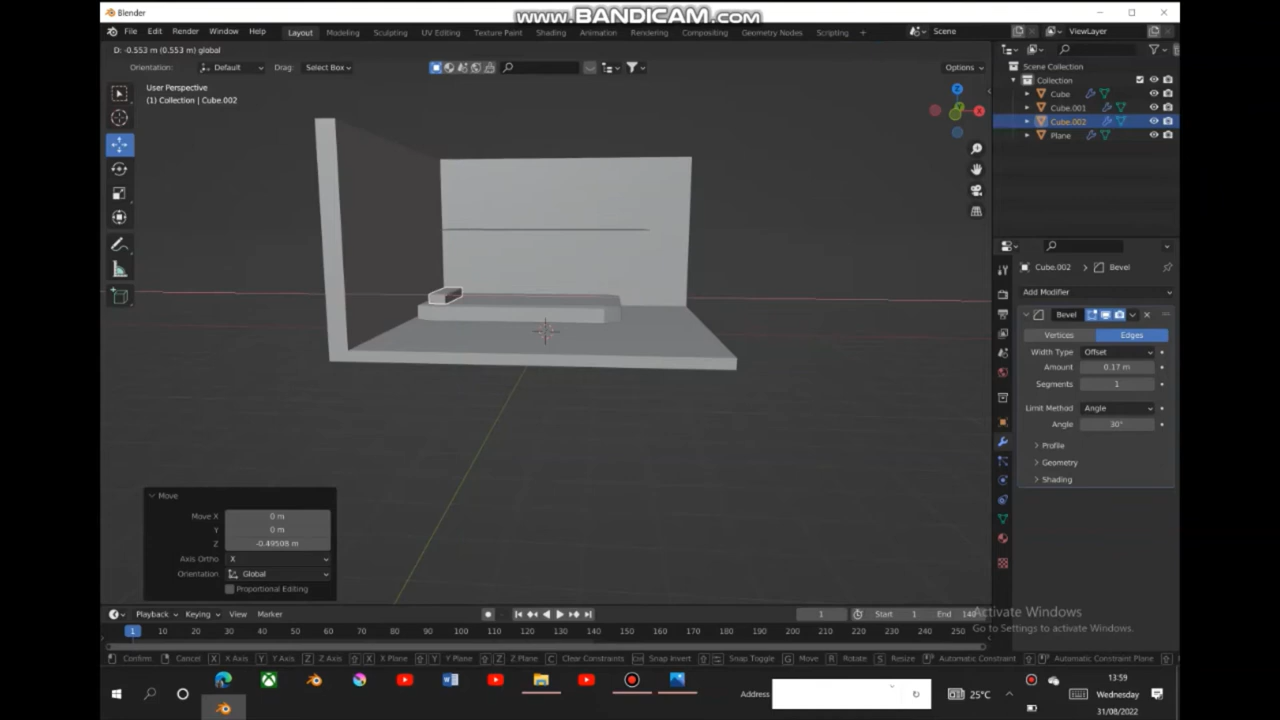 Blender
www.BANDICAM.com
File Edit Render Window Help
Layout Modeling Sculpting UV Editing Texture Paint Shading Animation Rendering Compositing Geometry Nodes Scripting +
Scene
ViewLayer
D: -0.553 m (0.553 m) global
Orientation: Default Drag: Select Box
Options
User Perspective
(1) Collection | Cube.002
Z
Y
X
Scene Collection
Collection
Cube
Cube.001
Cube.002
Plane
Cube.002 > Bevel
Add Modifier
Bevel
Vertices Edges
Width Type Offset
Amount 0.17 m
Segments 1
Limit Method Angle
Angle 30°
Profile
Geometry
Shading
Move
Move X 0 m
Y 0 m
Z -0.49508 m
Axis Ortho X
Orientation Global
Proportional Editing
Playback Keying View Marker
1 Start 1 End 140
1 10 20 30 40 50 60 70 80 90 100 110 120 130 140 150 160 170 180 190 200 210 220 230 240 250
Activate Windows
Go to Settings to activate Windows.
Confirm Cancel X X Axis Y Y Axis Z Z Axis X X Plane Y Y Plane Z Z Plane C Clear Constraints Snap Invert Snap Toggle G Move R Rotate S Resize Automatic Constraint Automatic Constraint Plane
Address
25°C
13:59
Wednesday
31/08/2022